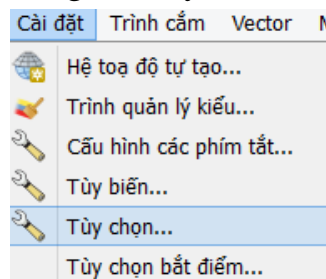 Cài đặt Trình cắm Vector
Hệ toạ độ tự tạo...
Trình quản lý kiểu...
Cấu hình các phím tắt...
Tùy biến...
Tùy chọn...
Tùy chọn bắt điểm...